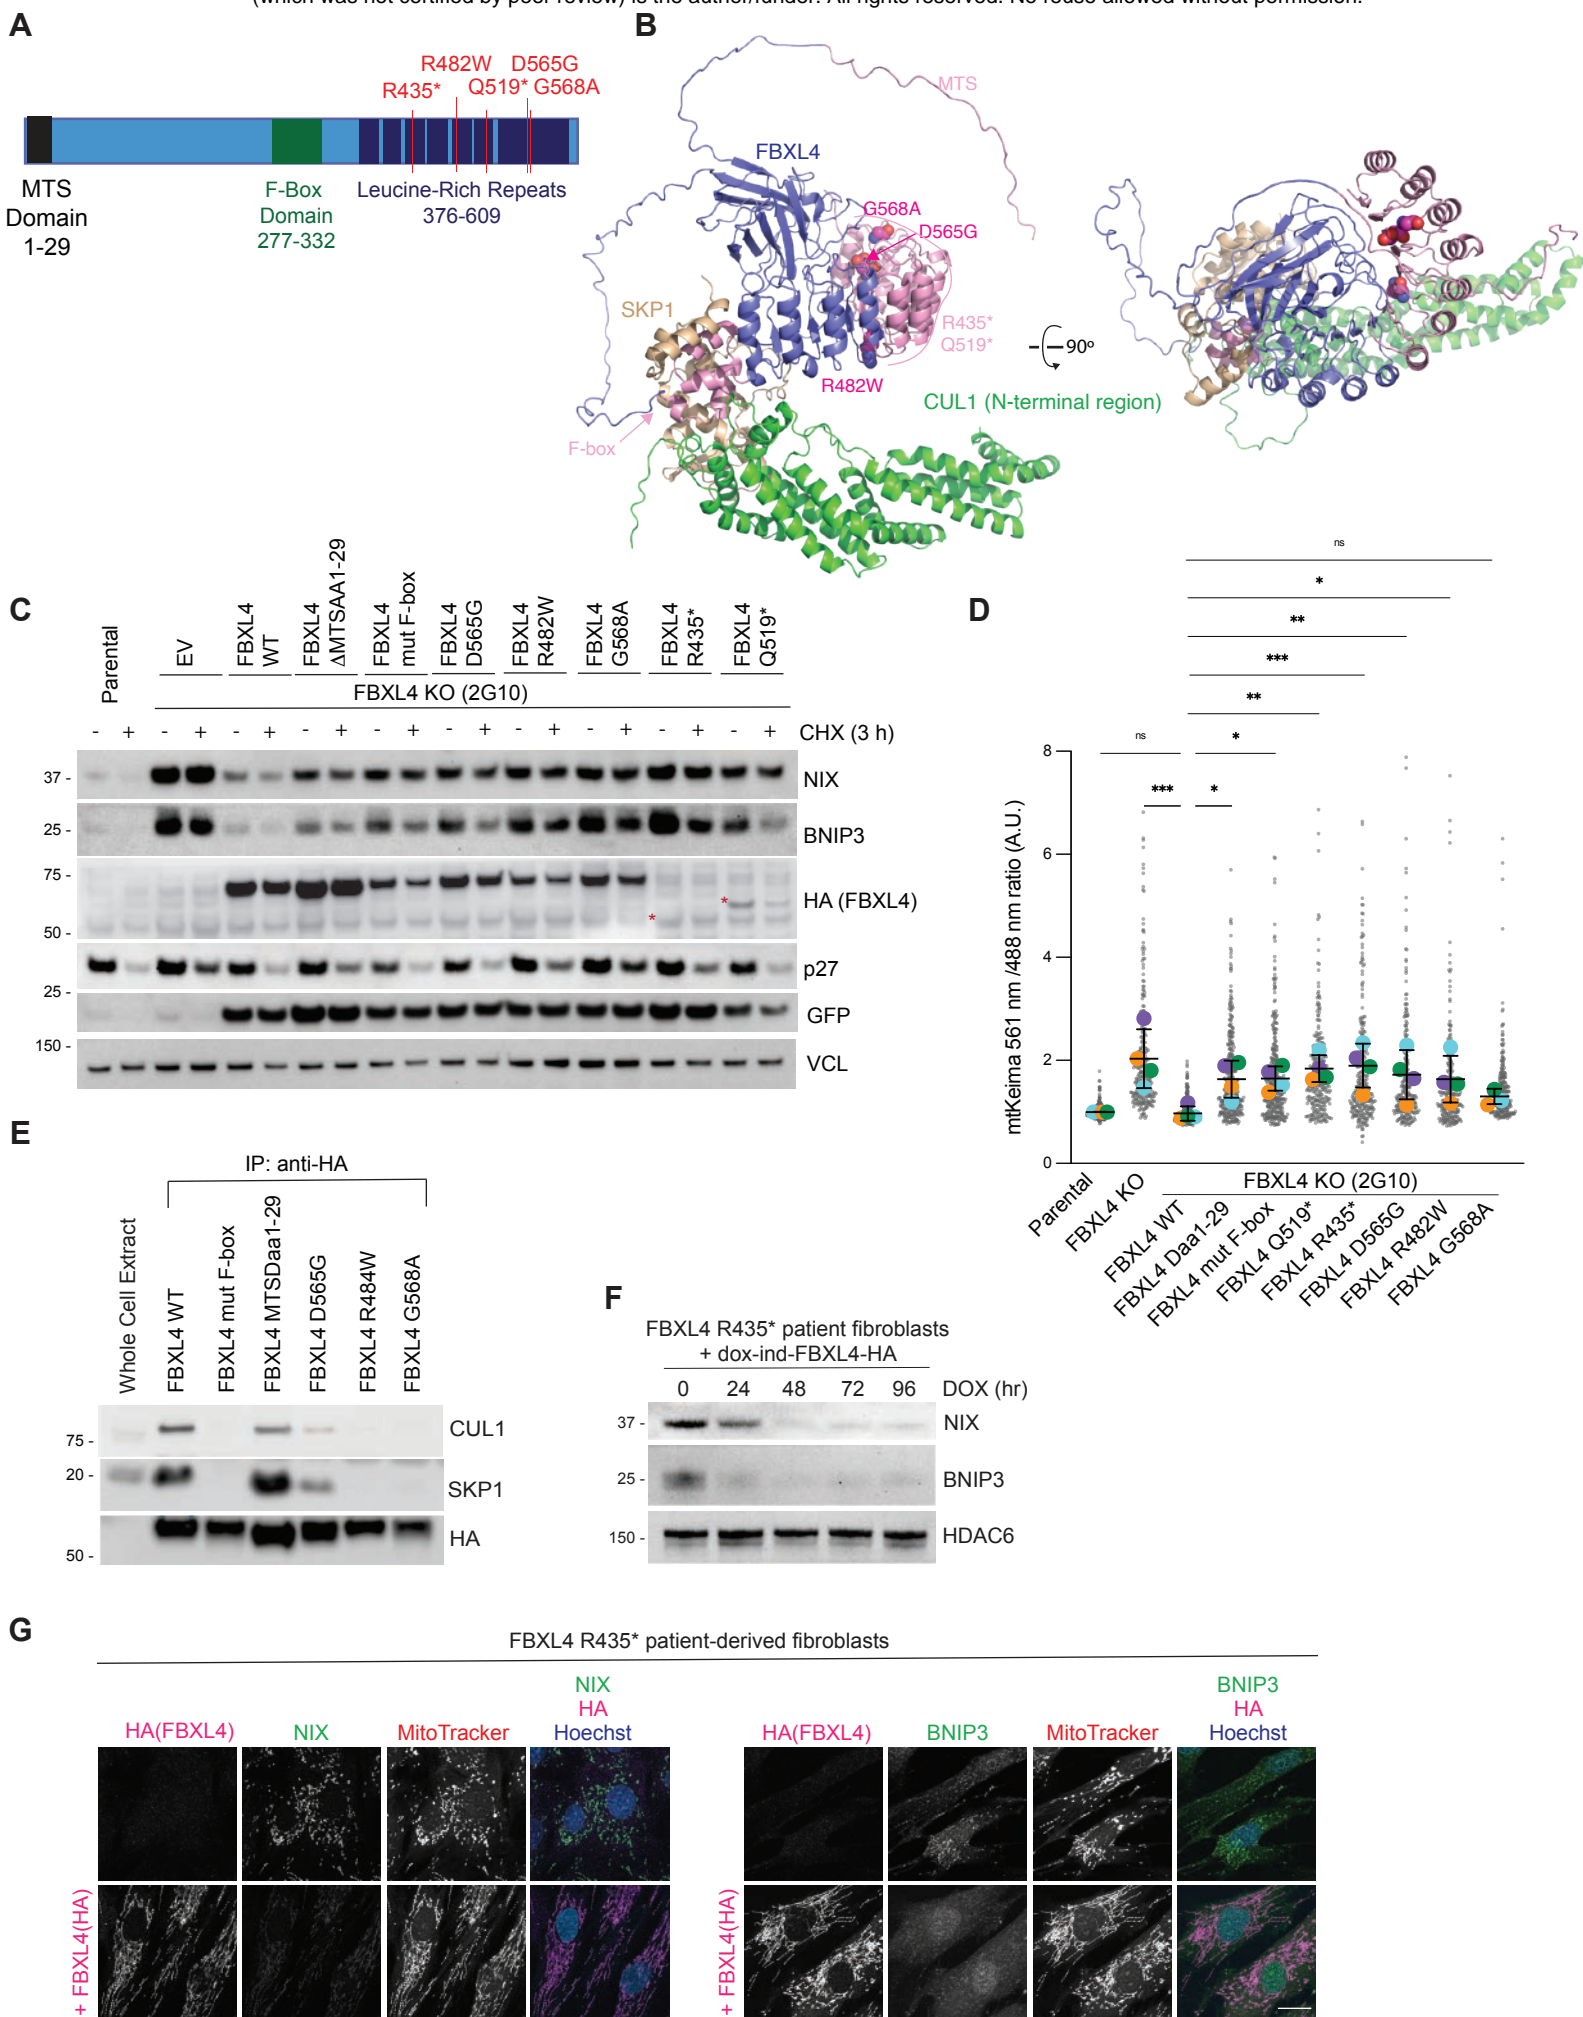 (which was not certified by peer review) is the author/funder. All rights reserved. No reuse allowed without permission.
A
R482W D565G
R435* Q519* G568A
MTS
Domain
1-29
F-Box
Domain
277-332
Leucine-Rich Repeats
376-609
B
MTS
FBXL4
G568A
D565G
SKP1
R435*
Q519*
R482W
F-box
90º
CUL1 (N-terminal region)
C
Parental
EV
FBXL4
WT
FBXL4
ΔMTSAA1-29
FBXL4
mut F-box
FBXL4
D565G
FBXL4
R482W
FBXL4
G568A
FBXL4
R435*
FBXL4
Q519*
FBXL4 KO (2G10)
- + - + - + - + - + - + - + - + - + - + CHX (3 h)
37 - NIX
25 - BNIP3
75 -
HA (FBXL4)
*
*
50 -
p27
25 -
GFP
150 -
VCL
D
ns
*
**
***
**
ns
*
***
*
mtKeima 561 nm /488 nm ratio (A.U.)
8
6
4
2
0
Parental
FBXL4 KO
FBXL4 KO (2G10)
FBXL4 WT
FBXL4 Daa1-29
FBXL4 mut F-box
FBXL4 Q519*
FBXL4 R435*
FBXL4 D565G
FBXL4 R482W
FBXL4 G568A
E
IP: anti-HA
Whole Cell Extract
FBXL4 WT
FBXL4 mut F-box
FBXL4 MTSDaa1-29
FBXL4 D565G
FBXL4 R484W
FBXL4 G568A
CUL1
75 -
20 -
SKP1
HA
50 -
F
FBXL4 R435* patient fibroblasts
+ dox-ind-FBXL4-HA
0 24 48 72 96 DOX (hr)
37 - NIX
25 - BNIP3
150 - HDAC6
G
FBXL4 R435* patient-derived fibroblasts
HA(FBXL4)
NIX
MitoTracker
NIX
HA
Hoechst
HA(FBXL4)
BNIP3
MitoTracker
BNIP3
HA
Hoechst
+ FBXL4(HA)
+ FBXL4(HA)